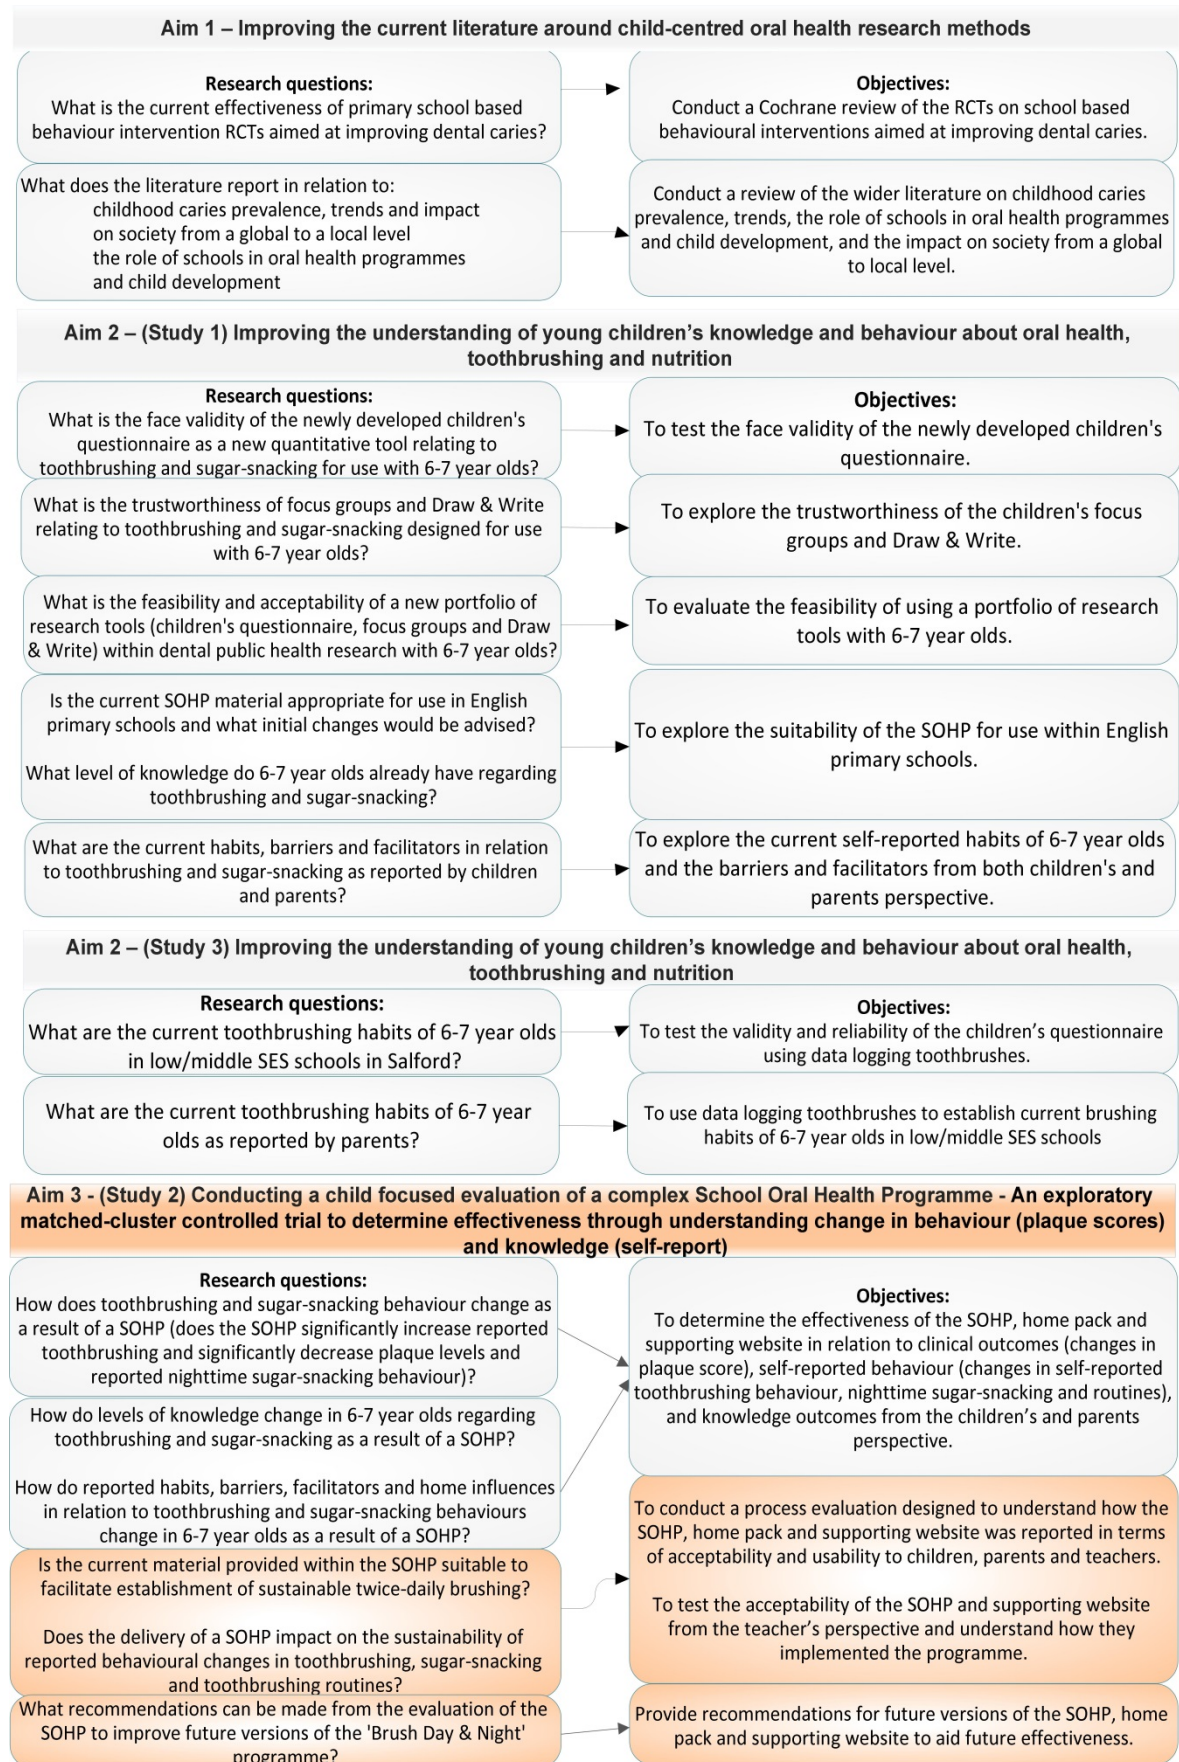 Aim 1 – Improving the current literature around child-centred oral health research methods
Research questions:
What is the current effectiveness of primary school based
behaviour intervention RCTs aimed at improving dental caries?
Objectives:
Conduct a Cochrane review of the RCTs on school based
behavioural interventions aimed at improving dental caries.
What does the literature report in relation to:
childhood caries prevalence, trends and impact
on society from a global to a local level
the role of schools in oral health programmes
and child development
Conduct a review of the wider literature on childhood caries
prevalence, trends, the role of schools in oral health programmes
and child development, and the impact on society from a global
to local level.
Aim 2 – (Study 1) Improving the understanding of young children’s knowledge and behaviour about oral health,
toothbrushing and nutrition
Research questions:
What is the face validity of the newly developed children's
questionnaire as a new quantitative tool relating to
toothbrushing and sugar-snacking for use with 6-7 year olds?
Objectives:
To test the face validity of the newly developed children's
questionnaire.
What is the trustworthiness of focus groups and Draw & Write
relating to toothbrushing and sugar-snacking designed for use
with 6-7 year olds?
To explore the trustworthiness of the children's focus
groups and Draw & Write.
What is the feasibility and acceptability of a new portfolio of
research tools (children's questionnaire, focus groups and Draw
& Write) within dental public health research with 6-7 year olds?
To evaluate the feasibility of using a portfolio of research
tools with 6-7 year olds.
Is the current SOHP material appropriate for use in English
primary schools and what initial changes would be advised?
What level of knowledge do 6-7 year olds already have regarding
toothbrushing and sugar-snacking?
To explore the suitability of the SOHP for use within English
primary schools.
What are the current habits, barriers and facilitators in relation
to toothbrushing and sugar-snacking as reported by children
and parents?
To explore the current self-reported habits of 6-7 year olds
and the barriers and facilitators from both children's and
parents perspective.
Aim 2 – (Study 3) Improving the understanding of young children’s knowledge and behaviour about oral health,
toothbrushing and nutrition
Research questions:
What are the current toothbrushing habits of 6-7 year olds
in low/middle SES schools in Salford?
Objectives:
To test the validity and reliability of the children’s questionnaire
using data logging toothbrushes.
What are the current toothbrushing habits of 6-7 year
olds as reported by parents?
To use data logging toothbrushes to establish current brushing
habits of 6-7 year olds in low/middle SES schools
Aim 3 - (Study 2) Conducting a child focused evaluation of a complex School Oral Health Programme - An exploratory
matched-cluster controlled trial to determine effectiveness through understanding change in behaviour (plaque scores)
and knowledge (self-report)
Research questions:
How does toothbrushing and sugar-snacking behaviour change as
a result of a SOHP (does the SOHP significantly increase reported
toothbrushing and significantly decrease plaque levels and
reported nighttime sugar-snacking behaviour)?
How do levels of knowledge change in 6-7 year olds regarding
toothbrushing and sugar-snacking as a result of a SOHP?
How do reported habits, barriers, facilitators and home influences
in relation to toothbrushing and sugar-snacking behaviours
change in 6-7 year olds as a result of a SOHP?
Objectives:
To determine the effectiveness of the SOHP, home pack and
supporting website in relation to clinical outcomes (changes in
plaque score), self-reported behaviour (changes in self-reported
toothbrushing behaviour, nighttime sugar-snacking and routines),
and knowledge outcomes from the children’s and parents
perspective.
Is the current material provided within the SOHP suitable to
facilitate establishment of sustainable twice-daily brushing?
Does the delivery of a SOHP impact on the sustainability of
reported behavioural changes in toothbrushing, sugar-snacking
and toothbrushing routines?
To conduct a process evaluation designed to understand how the
SOHP, home pack and supporting website was reported in terms
of acceptability and usability to children, parents and teachers.
To test the acceptability of the SOHP and supporting website
from the teacher’s perspective and understand how they
implemented the programme.
What recommendations can be made from the evaluation of the
SOHP to improve future versions of the 'Brush Day & Night'
programme?
Provide recommendations for future versions of the SOHP, home
pack and supporting website to aid future effectiveness.